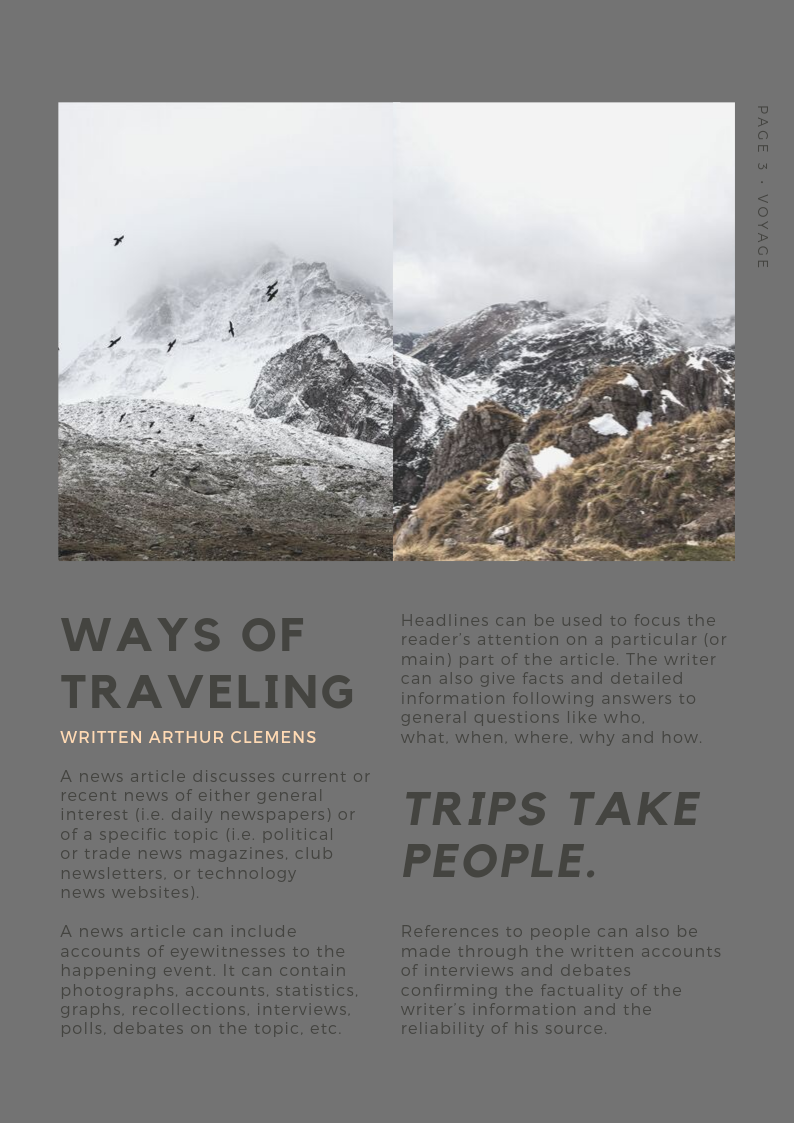 PAGE 3 • VOYAGE
WAYS OF
TRAVELING
WRITTEN ARTHUR CLEMENS
A news article discusses current or
recent news of either general
interest (i.e. daily newspapers) or
of a specific topic (i.e. political
or trade news magazines, club
newsletters, or technology
news websites).
A news article can include
accounts of eyewitnesses to the
happening event. It can contain
photographs, accounts, statistics,
graphs, recollections, interviews,
polls, debates on the topic, etc.
Headlines can be used to focus the
reader's attention on a particular (or
main) part of the article. The writer
can also give facts and detailed
information following answers to
general questions like who,
what, when, where, why and how.
TRIPS TAKE
PEOPLE.
References to people can also be
made through the written accounts
of interviews and debates
confirming the factuality of the
writer's information and the
reliability of his source.